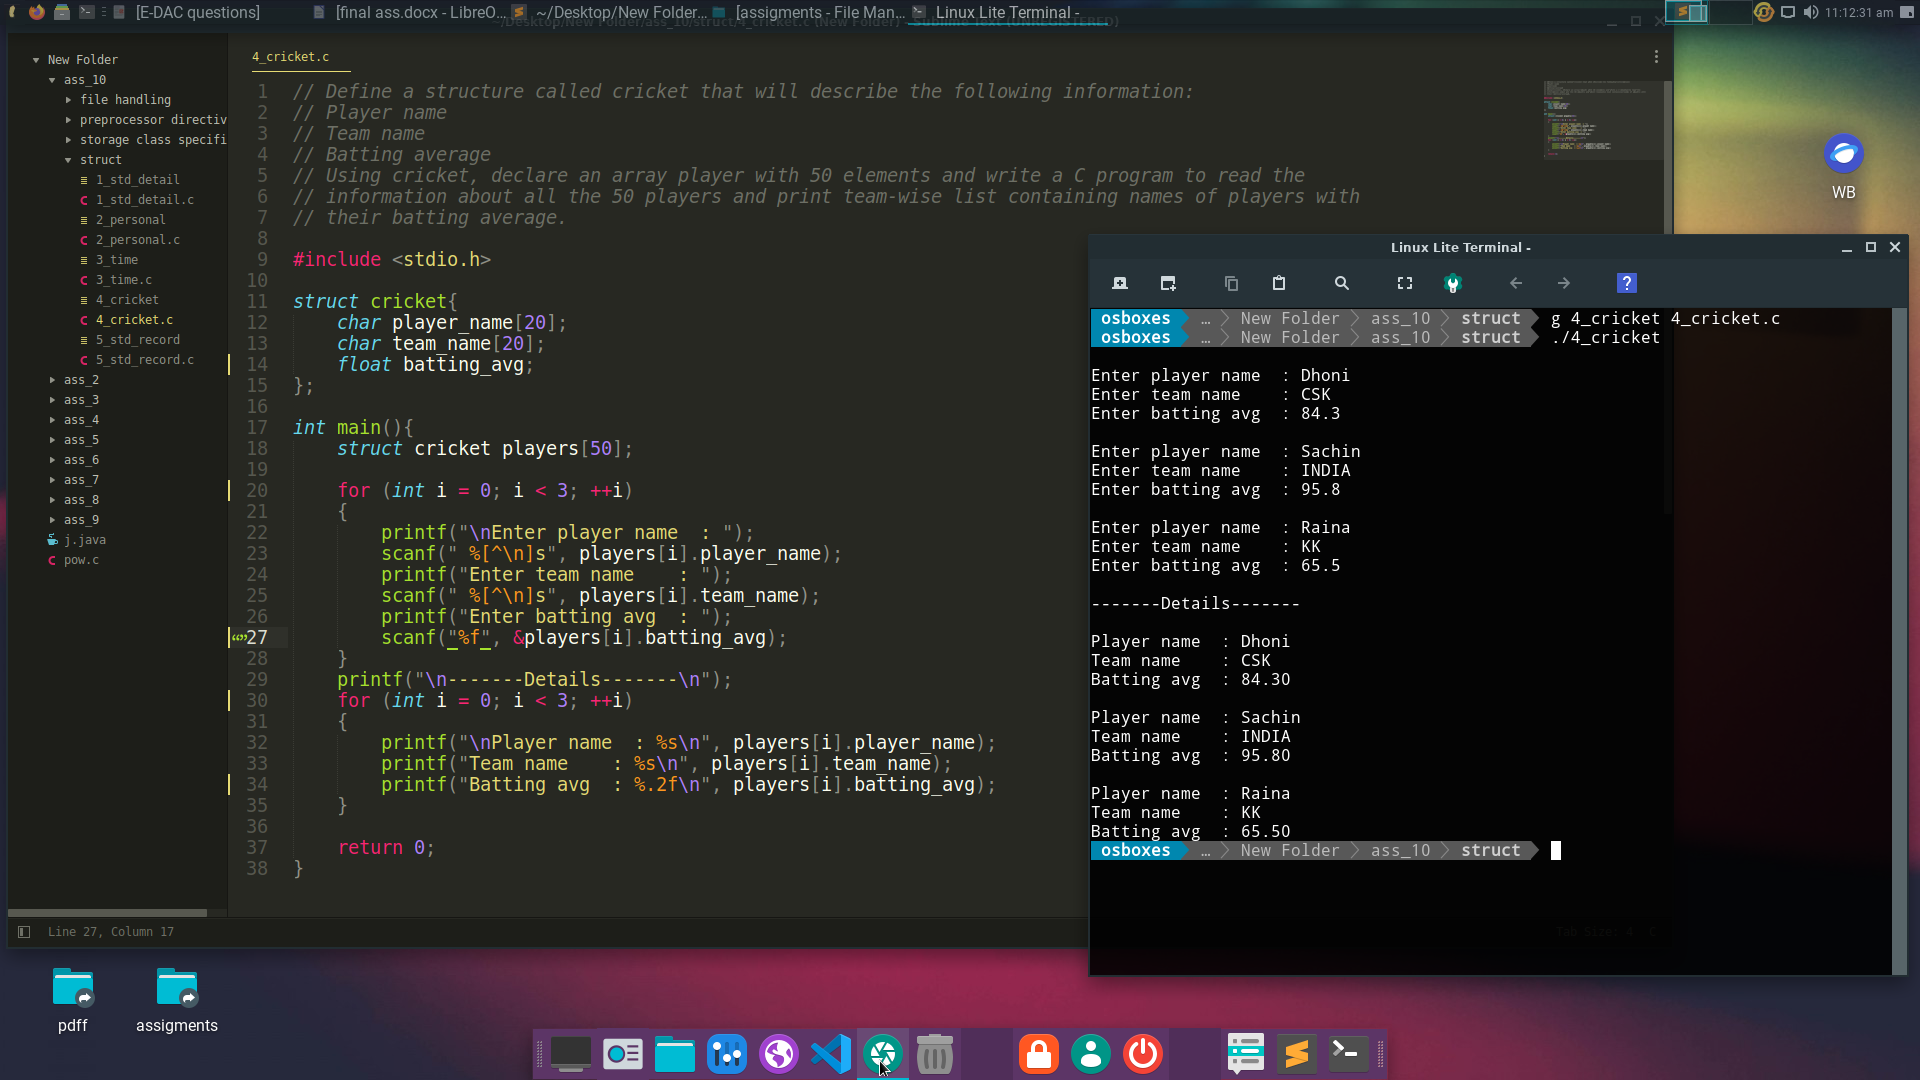 [E-DAC questions]
[final ass.docx - LibreO...
~/Desktop/New Folder...
[assigments - File Man...
Linux Lite Terminal -
11:12:31 am
New Folder
ass_10
file handling
preprocessor directiv
storage class specifi
struct
1_std_detail
1_std_detail.c
2_personal
2_personal.c
3_time
3_time.c
4_cricket
4_cricket.c
5_std_record
5_std_record.c
ass_2
ass_3
ass_4
ass_5
ass_6
ass_7
ass_8
ass_9
j.java
pow.c
4_cricket.c
1 // Define a structure called cricket that will describe the following information:
2 // Player name
3 // Team name
4 // Batting average
5 // Using cricket, declare an array player with 50 elements and write a C program to read the
6 // information about all the 50 players and print team-wise list containing names of players with
7 // their batting average.
8
9 #include <stdio.h>
10
11 struct cricket{
12     char player_name[20];
13     char team_name[20];
14     float batting_avg;
15 };
16
17 int main(){
18     struct cricket players[50];
19
20     for (int i = 0; i < 3; ++i)
21     {
22         printf("\nEnter player name  : ");
23         scanf(" %[^\n]s", players[i].player_name);
24         printf("Enter team name    : ");
25         scanf(" %[^\n]s", players[i].team_name);
26         printf("Enter batting avg  : ");
27         scanf("%f", &players[i].batting_avg);
28     }
29     printf("\n-------Details-------\n");
30     for (int i = 0; i < 3; ++i)
31     {
32         printf("\nPlayer name  : %s\n", players[i].player_name);
33         printf("Team name    : %s\n", players[i].team_name);
34         printf("Batting avg  : %.2f\n", players[i].batting_avg);
35     }
36
37     return 0;
38 }
Line 27, Column 17
Tab Size: 4 C
WB
Linux Lite Terminal -
osboxes … New Folder ass_10 struct g 4_cricket 4_cricket.c
osboxes … New Folder ass_10 struct ./4_cricket
Enter player name  : Dhoni
Enter team name    : CSK
Enter batting avg  : 84.3
Enter player name  : Sachin
Enter team name    : INDIA
Enter batting avg  : 95.8
Enter player name  : Raina
Enter team name    : KK
Enter batting avg  : 65.5
-------Details-------
Player name  : Dhoni
Team name    : CSK
Batting avg  : 84.30
Player name  : Sachin
Team name    : INDIA
Batting avg  : 95.80
Player name  : Raina
Team name    : KK
Batting avg  : 65.50
osboxes … New Folder ass_10 struct
pdff
assigments